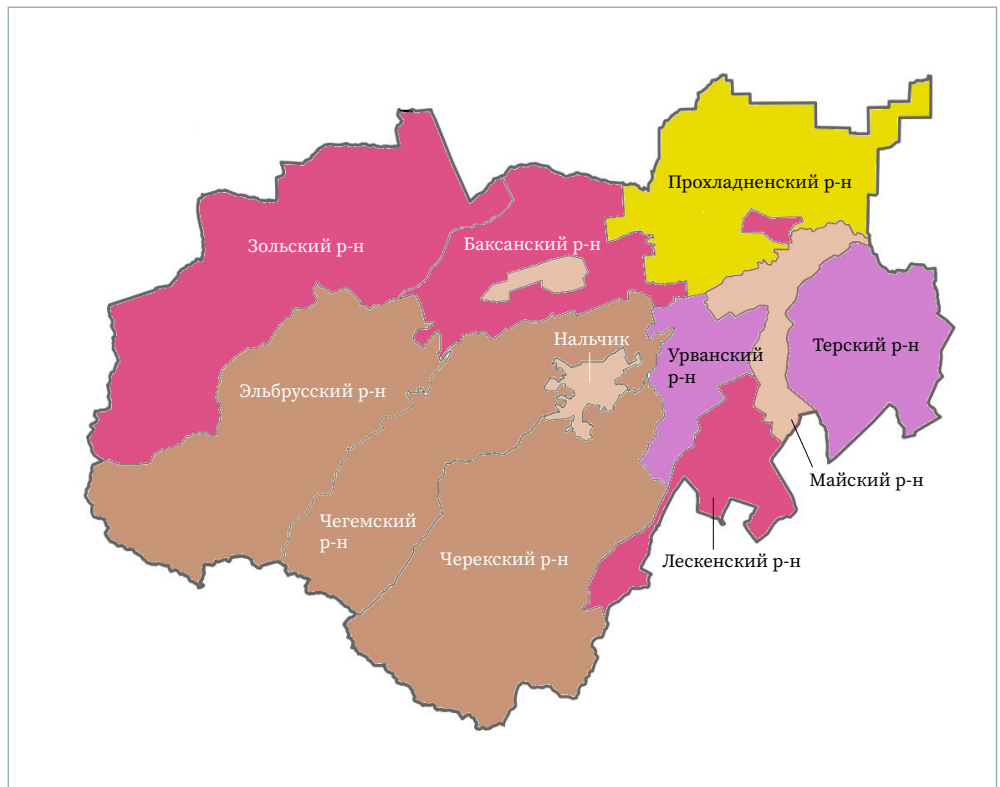 Прохладненский р-н
Зольский р-н
Баксанский р-н
Нальчик
Урванский
р-н
Терский р-н
Эльбрусский р-н
Майский р-н
Чегемский
р-н
Черекский р-н
Лескенский р-н